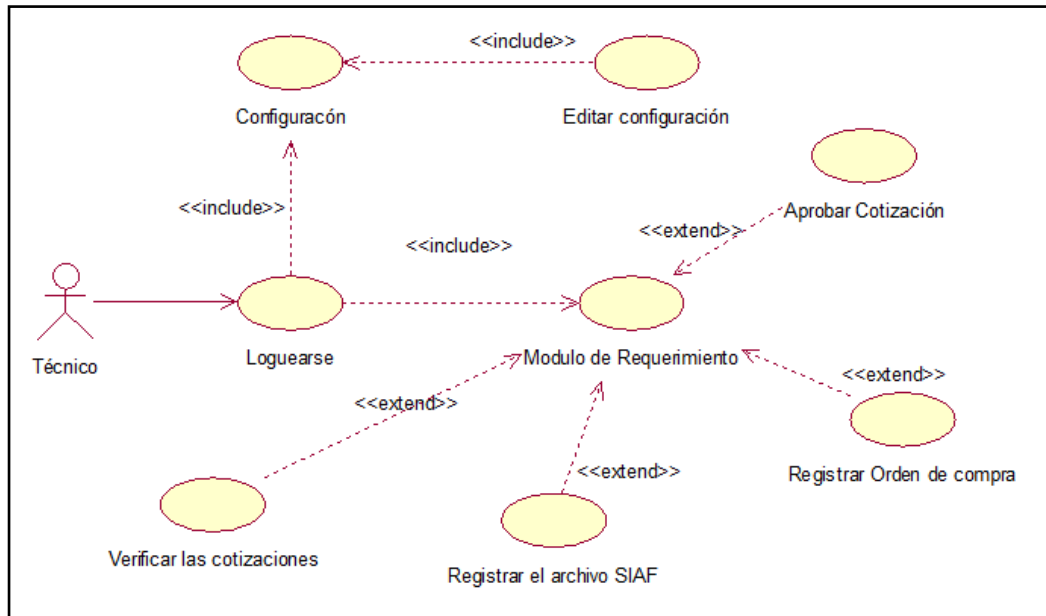 <<include>>
Configuracón
Editar configuración
<<include>>
Aprobar Cotización
<<extend>>
<<include>>
Técnico
Loguearse
Modulo de Requerimiento
<<extend>>
<<extend>>
<<extend>>
Registrar Orden de compra
Verificar las cotizaciones
Registrar el archivo SIAF